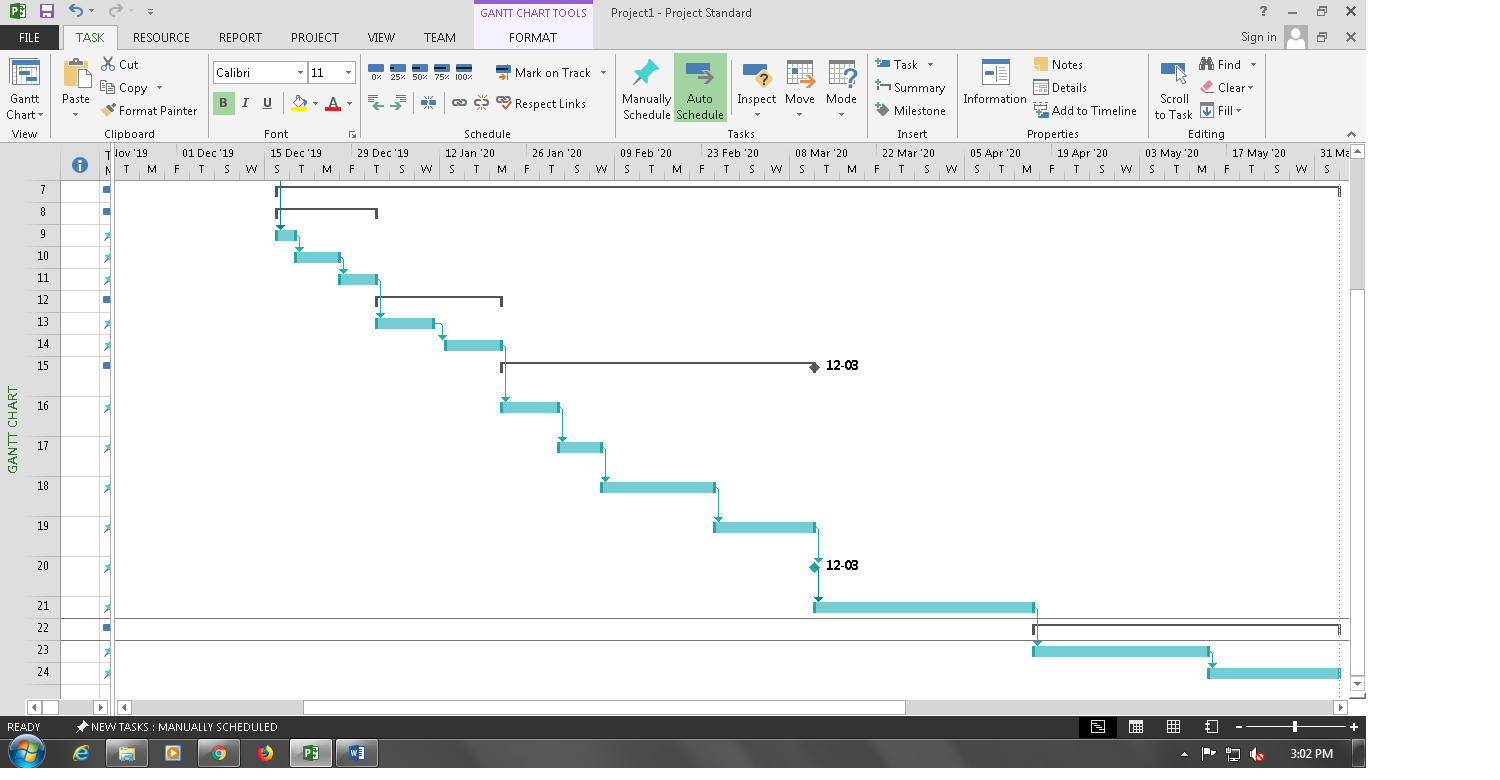 GANTT CHART TOOLS Project1 - Project Standard ?
FILE TASK RESOURCE REPORT PROJECT VIEW TEAM FORMAT Sign in
Gantt Chart
View
Paste
Cut
Copy
Format Painter
Clipboard
Calibri 11
B I U A
Font
0% 25% 50% 75% 100%
Mark on Track
Respect Links
Schedule
Manually Schedule
Auto Schedule
Inspect
Move
Mode
Tasks
Task
Summary
Milestone
Insert
Information
Notes
Details
Add to Timeline
Properties
Scroll to Task
Find
Clear
Fill
Editing
Nov '19 01 Dec '19 15 Dec '19 29 Dec '19 12 Jan '20 26 Jan '20 09 Feb '20 23 Feb '20 08 Mar '20 22 Mar '20 05 Apr '20 19 Apr '20 03 May '20 17 May '20 31 Ma
T M F T S W S T M F T S W S T M F T S W S T M F T S W S T M F T S W S T M F T S W S T M F T S W S
7
8
9
10
11
12
13
14
15 12-03
16
17
18
19
20 12-03
21
22
23
24
GANTT CHART
READY NEW TASKS : MANUALLY SCHEDULED
3:02 PM